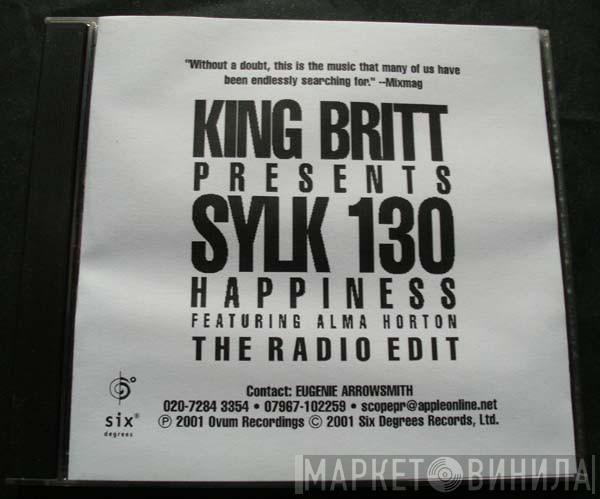 "Without a doubt, this is the music that many of us have
been endlessly searching for." --Mixmag
KING BRITT
PRESENTS
SYLK 130
HAPPINESS
FEATURING ALMA HORTON
THE RADIO EDIT
Contact: EUGENIE ARROWSMITH
020-7284 3354 • 07967-102259 • scopepr@appleonline.net
℗ 2001 Ovum Recordings © 2001 Six Degrees Records, Ltd.
six®
degrees
МАРКЕТ ВИНИЛА